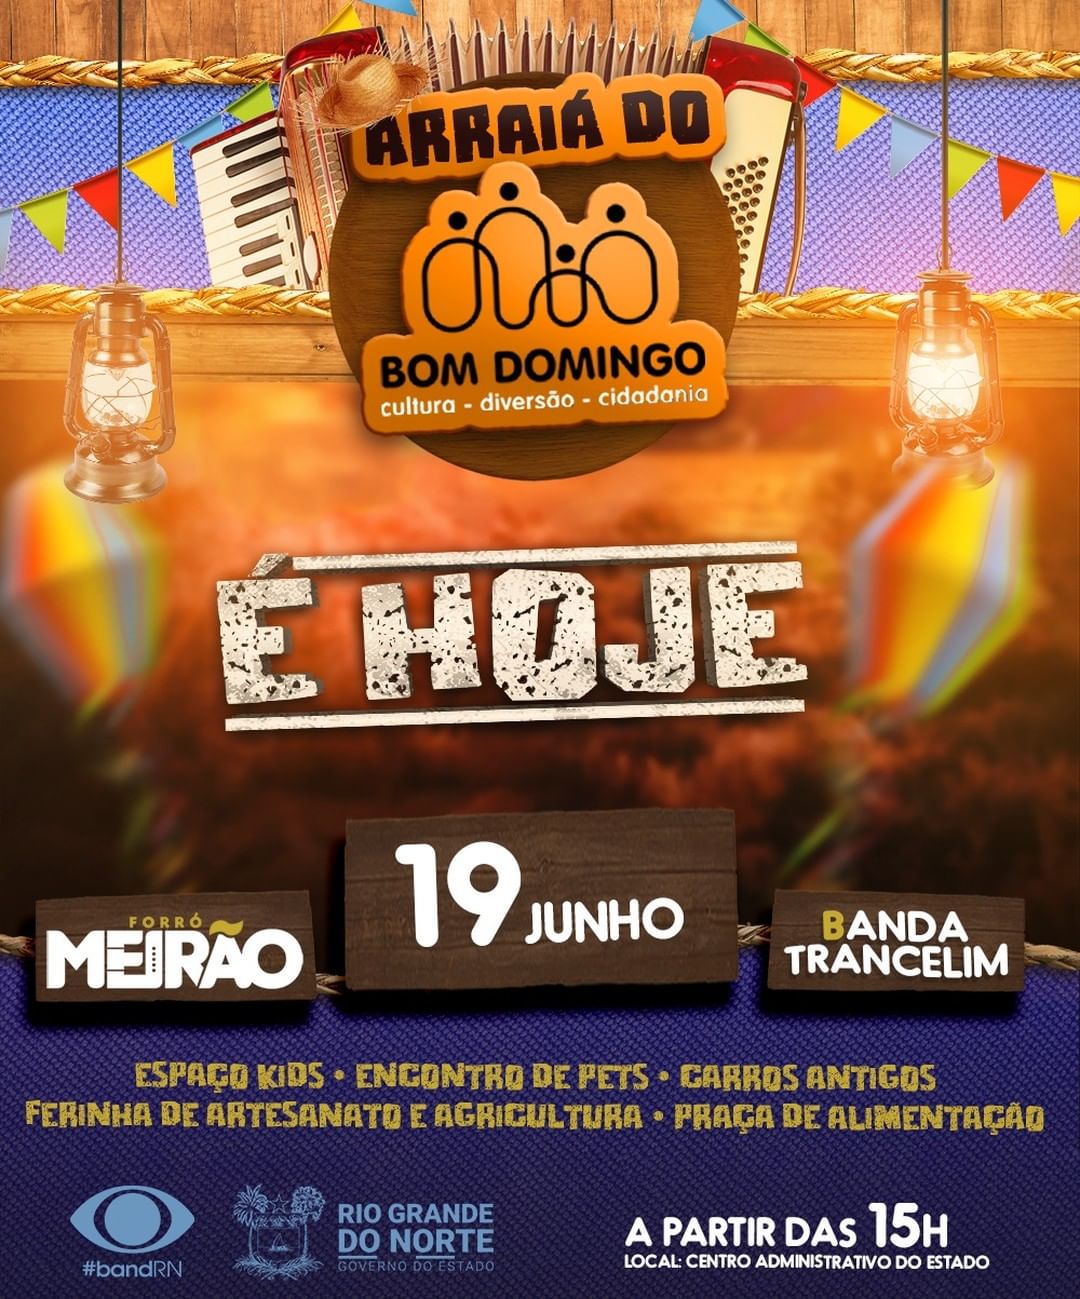 ARRAIÁ DO
BOM DOMINGO
cultura - diversão - cidadania
É HOJE
19 JUNHO
FORRÓ
MEIRÃO
BANDA
TRANCELIM
ESPAÇO KIDS • ENCONTRO DE PETS • CARROS ANTIGOS
FERINHA DE ARTESANATO E AGRICULTURA • PRAÇA DE ALIMENTAÇÃO
#bandRN
RIO GRANDE
DO NORTE
GOVERNO DO ESTADO
A PARTIR DAS 15H
LOCAL: CENTRO ADMINISTRATIVO DO ESTADO